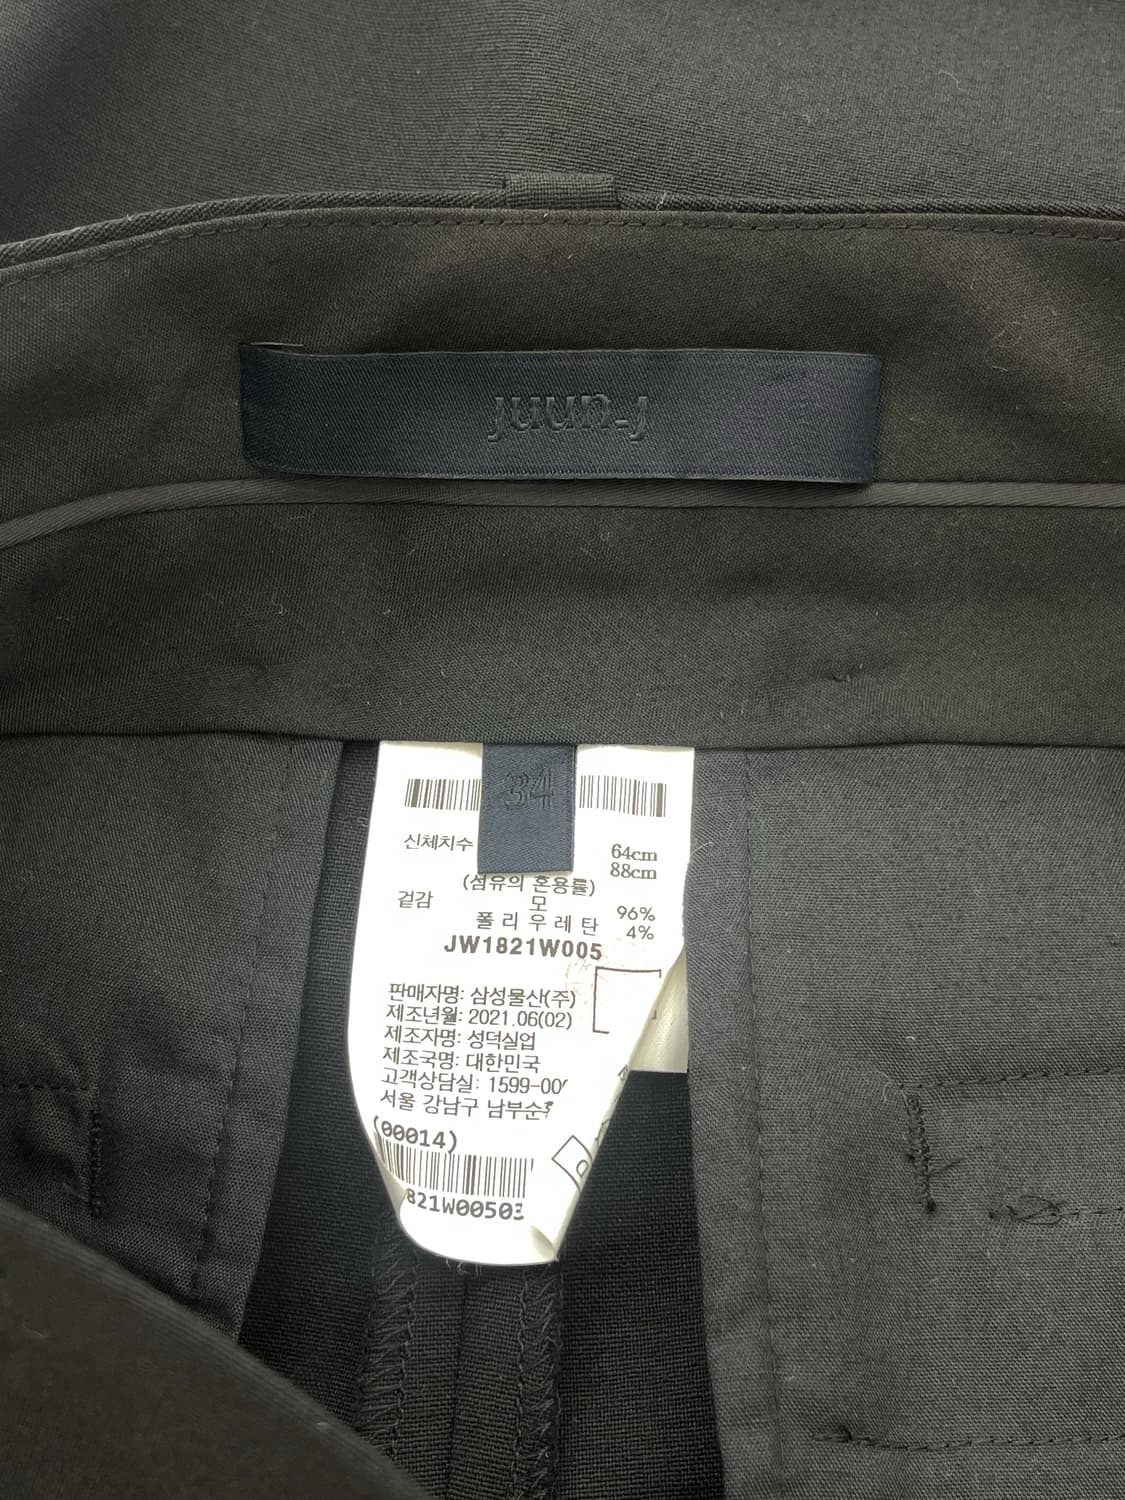 juun.j
34
신체치수
64cm
88cm
(섬유의 혼용률)
겉감 모 96%
폴리우레탄 4%
JW1821W005
판매자명: 삼성물산(주)
제조년월: 2021.06(02)
제조자명: 성덕실업
제조국명: 대한민국
고객상담실: 1599-00
서울 강남구 남부순
(00014)
821W00503